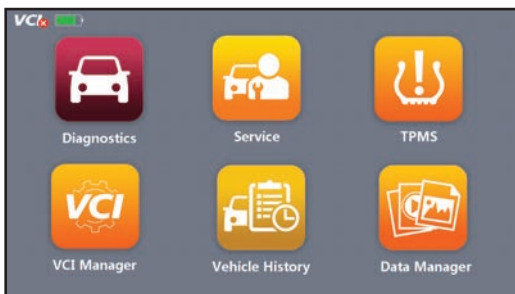 VCI
Diagnostics
Service
TPMS
VCI
VCI Manager
Vehicle History
Data Manager